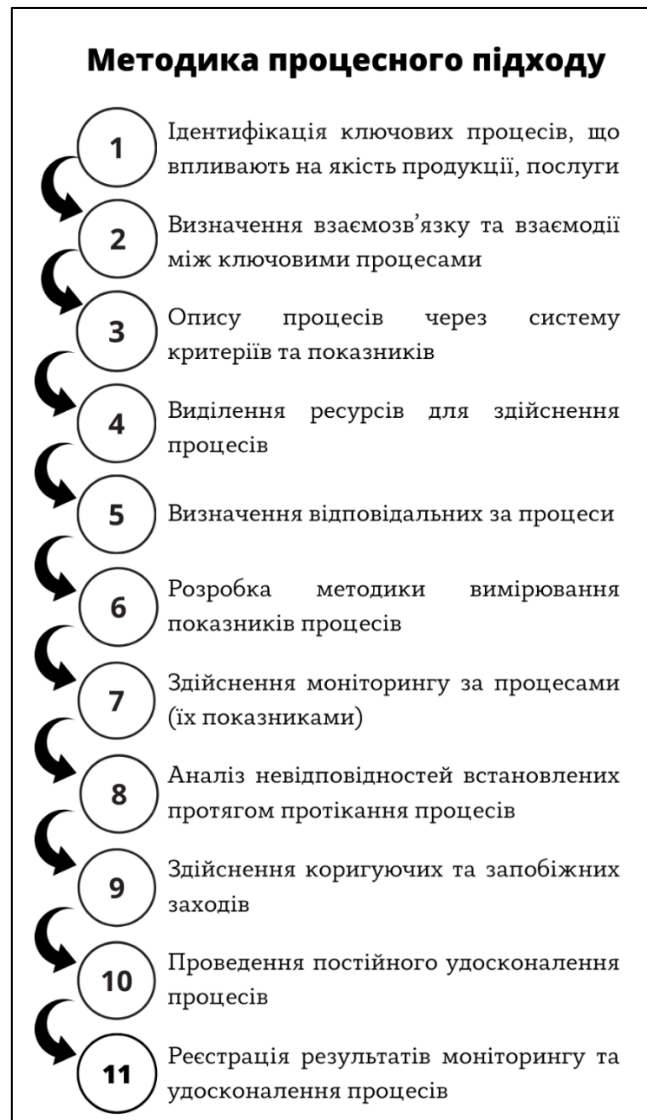 Методика процесного підходу
1
Ідентифікація ключових процесів, що
впливають на якість продукції, послуги
2
Визначення взаємозв’язку та взаємодії
між ключовими процесами
3
Опису процесів через систему
критеріїв та показників
4
Виділення ресурсів для здійснення
процесів
5
Визначення відповідальних за процеси
6
Розробка методики вимірювання
показників процесів
7
Здійснення моніторингу за процесами
(їх показниками)
8
Аналіз невідповідностей встановлених
протягом протікання процесів
9
Здійснення коригуючих та запобіжних
заходів
10
Проведення постійного удосконалення
процесів
11
Реєстрація результатів моніторингу та
удосконалення процесів